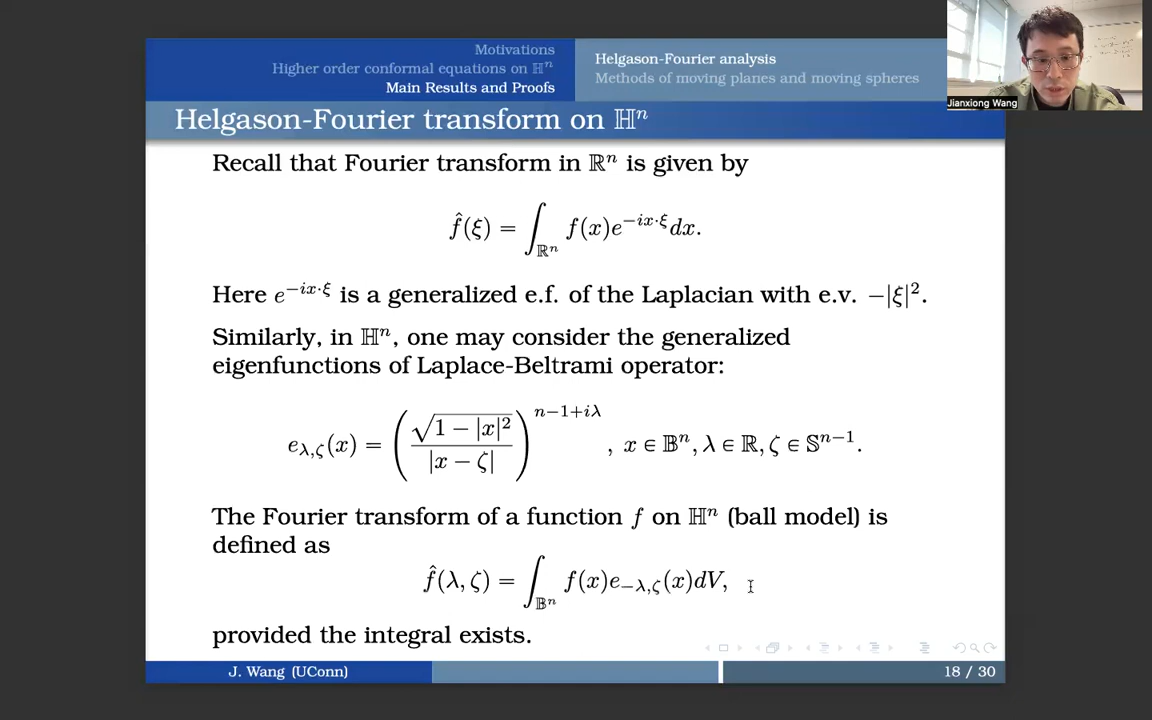 Motivations
Higher order conformal equations on ℍⁿ
Main Results and Proofs
Helgason-Fourier analysis
Methods of moving planes and moving spheres
Jianxiong Wang
Helgason-Fourier transform on ℍⁿ
Recall that Fourier transform in ℝⁿ is given by
f̂(ξ) = ∫_{ℝⁿ} f(x)e^{−ix·ξ}dx.
Here e^{−ix·ξ} is a generalized e.f. of the Laplacian with e.v. −|ξ|².
Similarly, in ℍⁿ, one may consider the generalized
eigenfunctions of Laplace-Beltrami operator:
e_{λ,ζ}(x) = (√(1 − |x|²) / |x − ζ|)^{n−1+iλ}, x ∈ 𝔹ⁿ, λ ∈ ℝ, ζ ∈ 𝕊^{n−1}.
The Fourier transform of a function f on ℍⁿ (ball model) is
defined as
f̂(λ, ζ) = ∫_{𝔹ⁿ} f(x)e_{−λ,ζ}(x)dV,
provided the integral exists.
J. Wang (UConn)
18 / 30